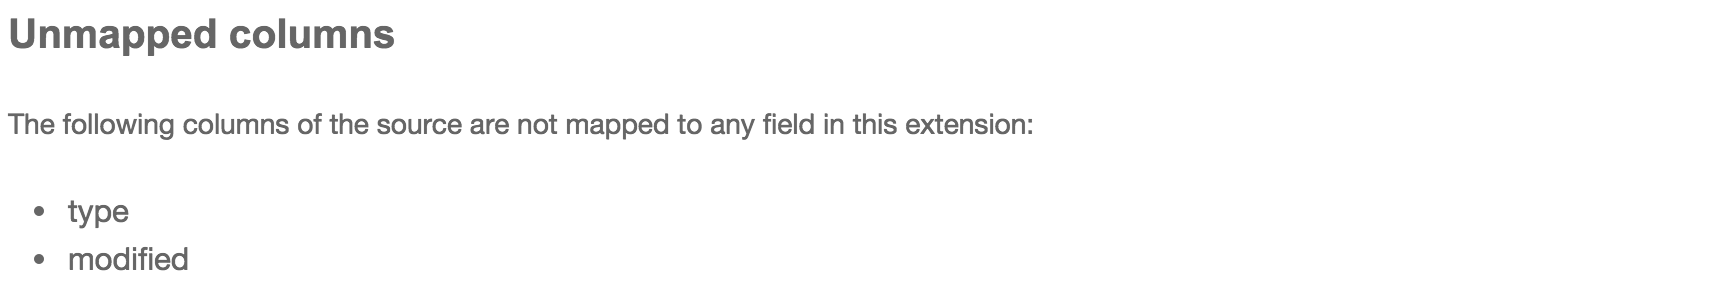 Unmapped columns
The following columns of the source are not mapped to any field in this extension:
• type
• modified